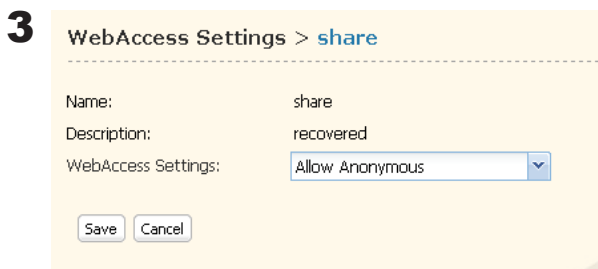 3
WebAccess Settings > share
Name: share
Description: recovered
WebAccess Settings: Allow Anonymous
Save Cancel